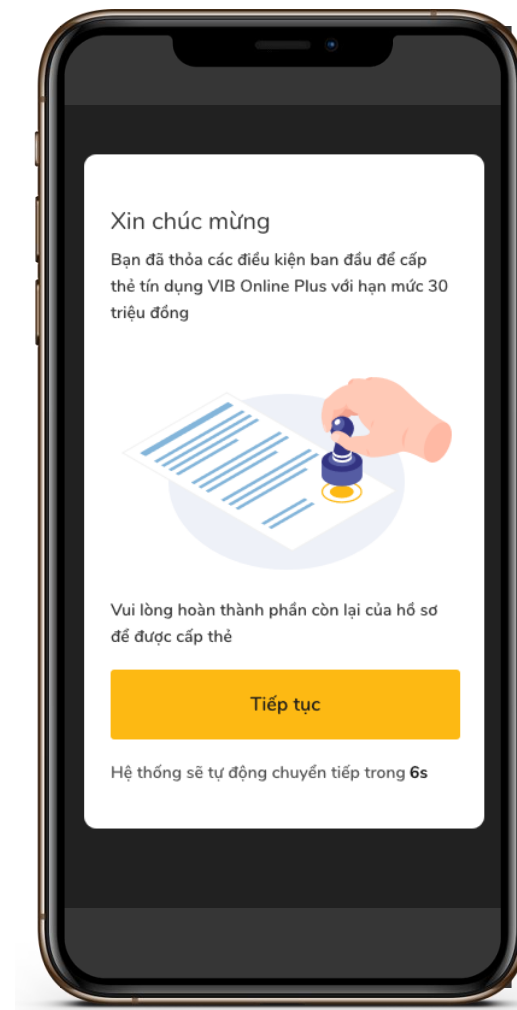 Xin chúc mừng
Bạn đã thỏa các điều kiện ban đầu để cấp
thẻ tín dụng VIB Online Plus với hạn mức 30
triệu đồng
Vui lòng hoàn thành phần còn lại của hồ sơ
để được cấp thẻ
Tiếp tục
Hệ thống sẽ tự động chuyển tiếp trong 6s